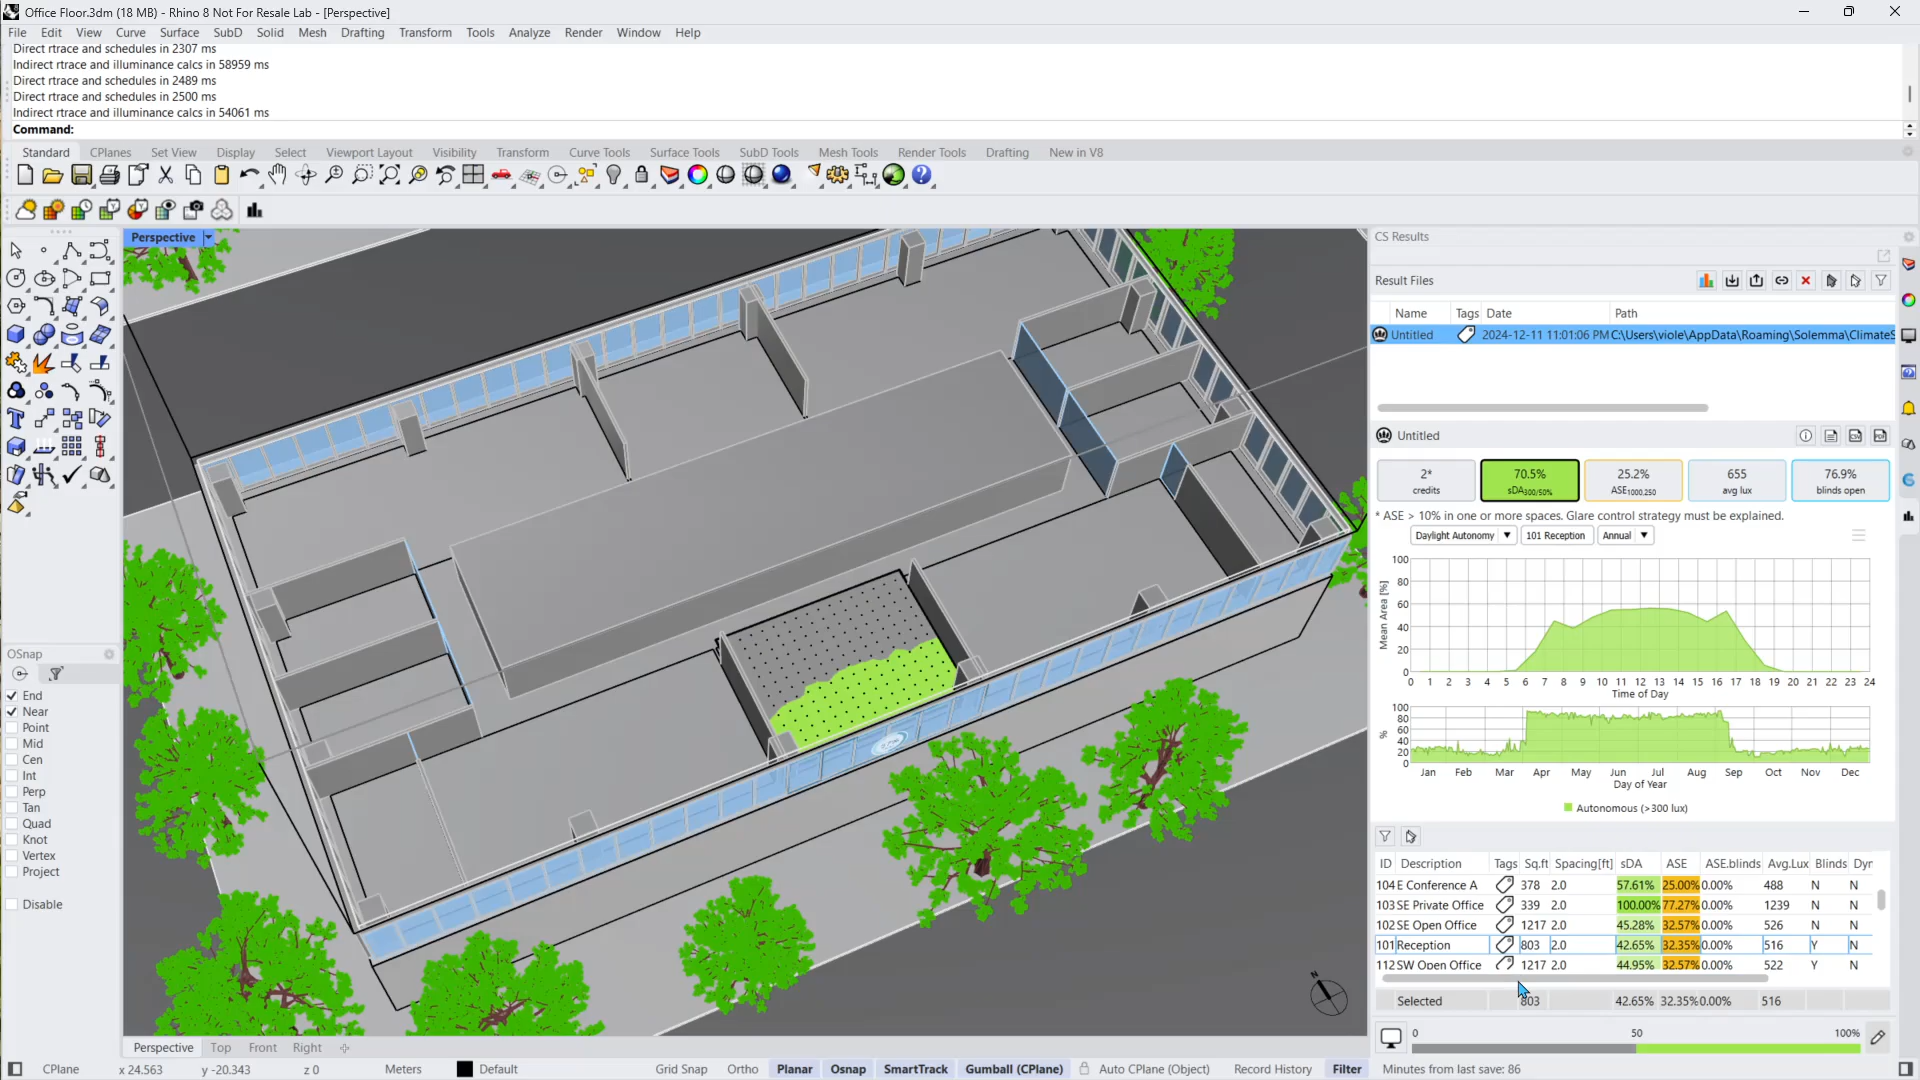 Office Floor.3dm (18 MB) - Rhino 8 Not For Resale Lab - [Perspective]
File Edit View Curve Surface SubD Solid Mesh Drafting Transform Tools Analyze Render Window Help
Direct rtrace and schedules in 2307 ms
Indirect rtrace and illuminance calcs in 58959 ms
Direct rtrace and schedules in 2489 ms
Direct rtrace and schedules in 2500 ms
Indirect rtrace and illuminance calcs in 54061 ms
Command:
Standard CPlanes Set View Display Select Viewport Layout Visibility Transform Curve Tools Surface Tools SubD Tools Mesh Tools Render Tools Drafting New in V8
Perspective
N
OSnap
End
Near
Point
Mid
Cen
Int
Perp
Tan
Quad
Knot
Vertex
Project
Disable
CS Results
Result Files
Name Tags Date Path
Untitled 2024-12-11 11:01:06 PM C:\Users\viole\AppData\Roaming\Solemma\ClimateS
Untitled
2* 70.5% 25.2% 655 76.9%
credits sDA300/50% ASE1000,250 avg lux blinds open
* ASE > 10% in one or more spaces. Glare control strategy must be explained.
Daylight Autonomy 101 Reception Annual
Mean Area [%]
100
80
60
40
20
0
0 1 2 3 4 5 6 7 8 9 10 11 12 13 14 15 16 17 18 19 20 21 22 23 24
Time of Day
%
100
80
60
40
20
0
Jan Feb Mar Apr May Jun Jul Aug Sep Oct Nov Dec
Day of Year
Autonomous (>300 lux)
ID Description Tags Sq.ft Spacing[ft] sDA ASE ASE.blinds Avg.Lux Blinds Dyr
104 E Conference A 378 2.0 57.61% 25.00% 0.00% 488 N N
103 SE Private Office 339 2.0 100.00% 77.27% 0.00% 1239 N N
102 SE Open Office 1217 2.0 45.28% 32.57% 0.00% 526 N N
101 Reception 803 2.0 42.65% 32.35% 0.00% 516 Y N
112 SW Open Office 1217 2.0 44.95% 32.57% 0.00% 522 Y N
Selected 803 42.65% 32.35% 0.00% 516
0 50 100%
Perspective Top Front Right
CPlane x 24.563 y -20.343 z 0 Meters Default Grid Snap Ortho Planar Osnap SmartTrack Gumball (CPlane) Auto CPlane (Object) Record History Filter Minutes from last save: 86